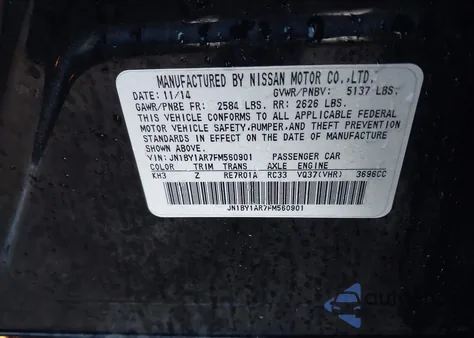 MANUFACTURED BY NISSAN MOTOR CO.,LTD.
DATE: 11/14 GVWR/PNBV: 5137 LBS.
GAWR/PNBE FR: 2584 LBS. RR: 2626 LBS.
THIS VEHICLE CONFORMS TO ALL APPLICABLE FEDERAL
MOTOR VEHICLE SAFETY,BUMPER,AND THEFT PREVENTION
STANDARDS IN EFFECT ON THE DATE OF MANUFACTURE
SHOWN ABOVE.
VIN: JN1BY1AR7FM560901 PASSENGER CAR
COLOR TRIM TRANS AXLE ENGINE
KH3 Z RE7R01A RC33 VQ37(VHR) 3696CC
JN1BY1AR7FM560901